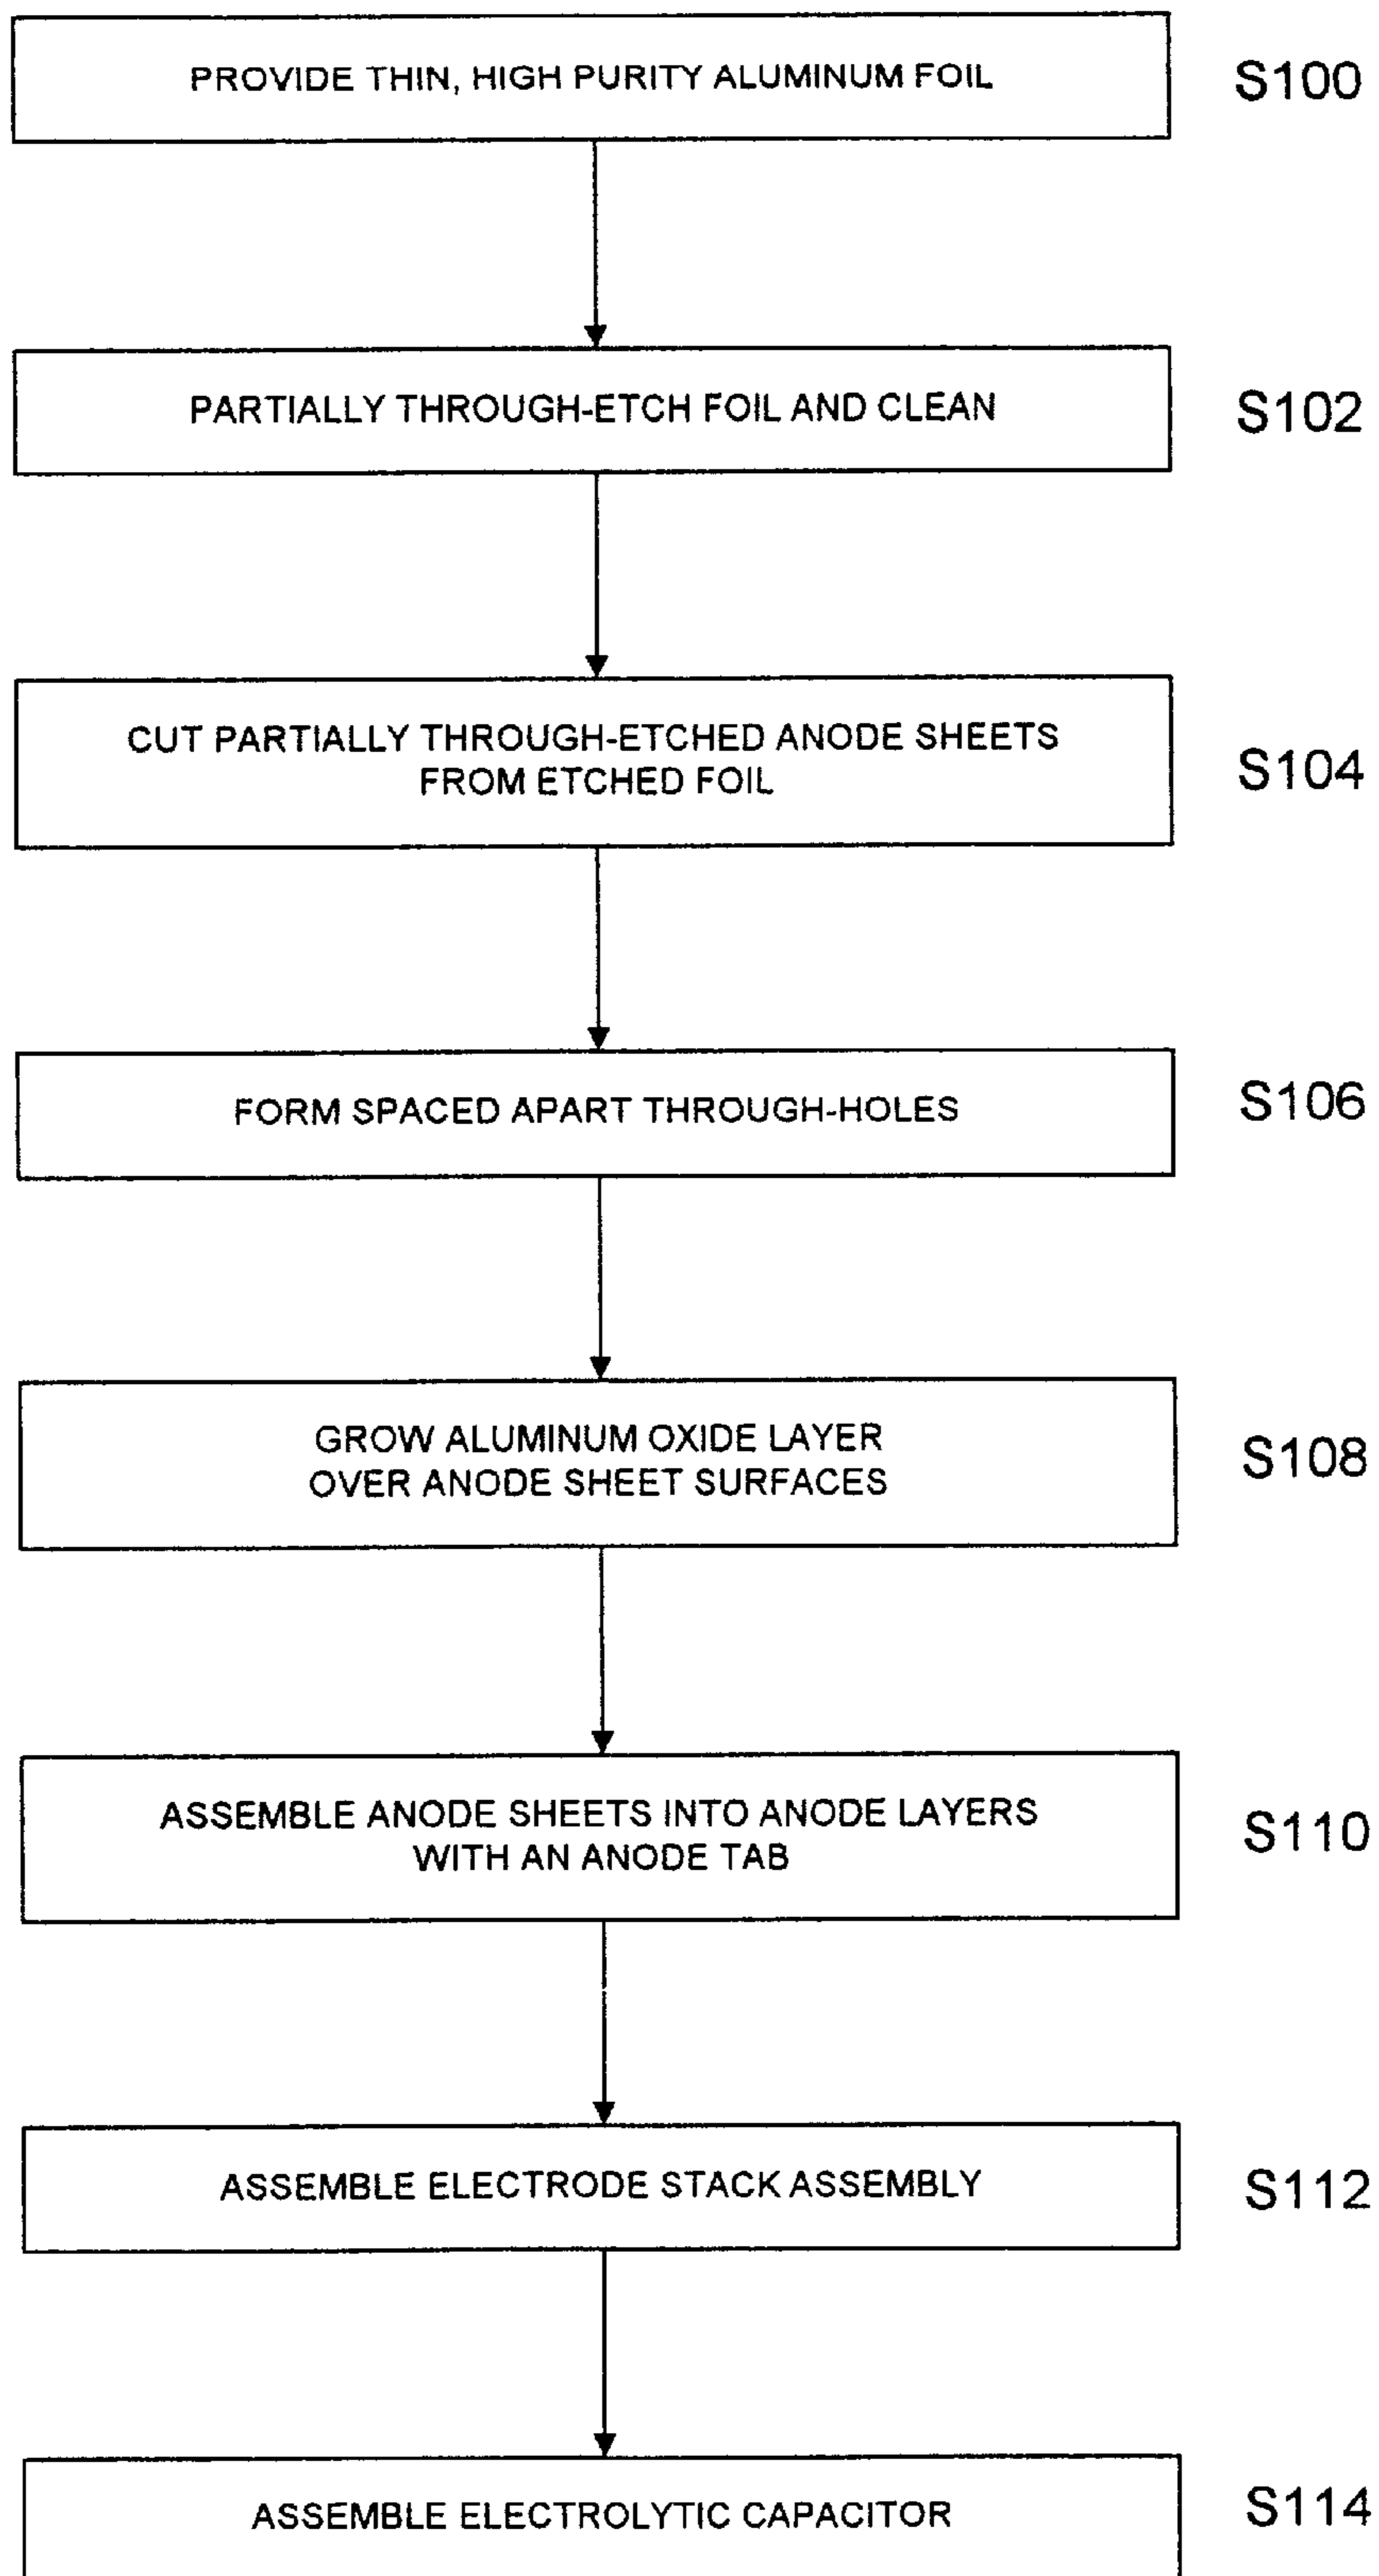 PROVIDE THIN, HIGH PURITY ALUMINUM FOIL
S100
PARTIALLY THROUGH-ETCH FOIL AND CLEAN
S102
CUT PARTIALLY THROUGH-ETCHED ANODE SHEETS
FROM ETCHED FOIL
S104
FORM SPACED APART THROUGH-HOLES
S106
GROW ALUMINUM OXIDE LAYER
OVER ANODE SHEET SURFACES
S108
ASSEMBLE ANODE SHEETS INTO ANODE LAYERS
WITH AN ANODE TAB
S110
ASSEMBLE ELECTRODE STACK ASSEMBLY
S112
ASSEMBLE ELECTROLYTIC CAPACITOR
S114